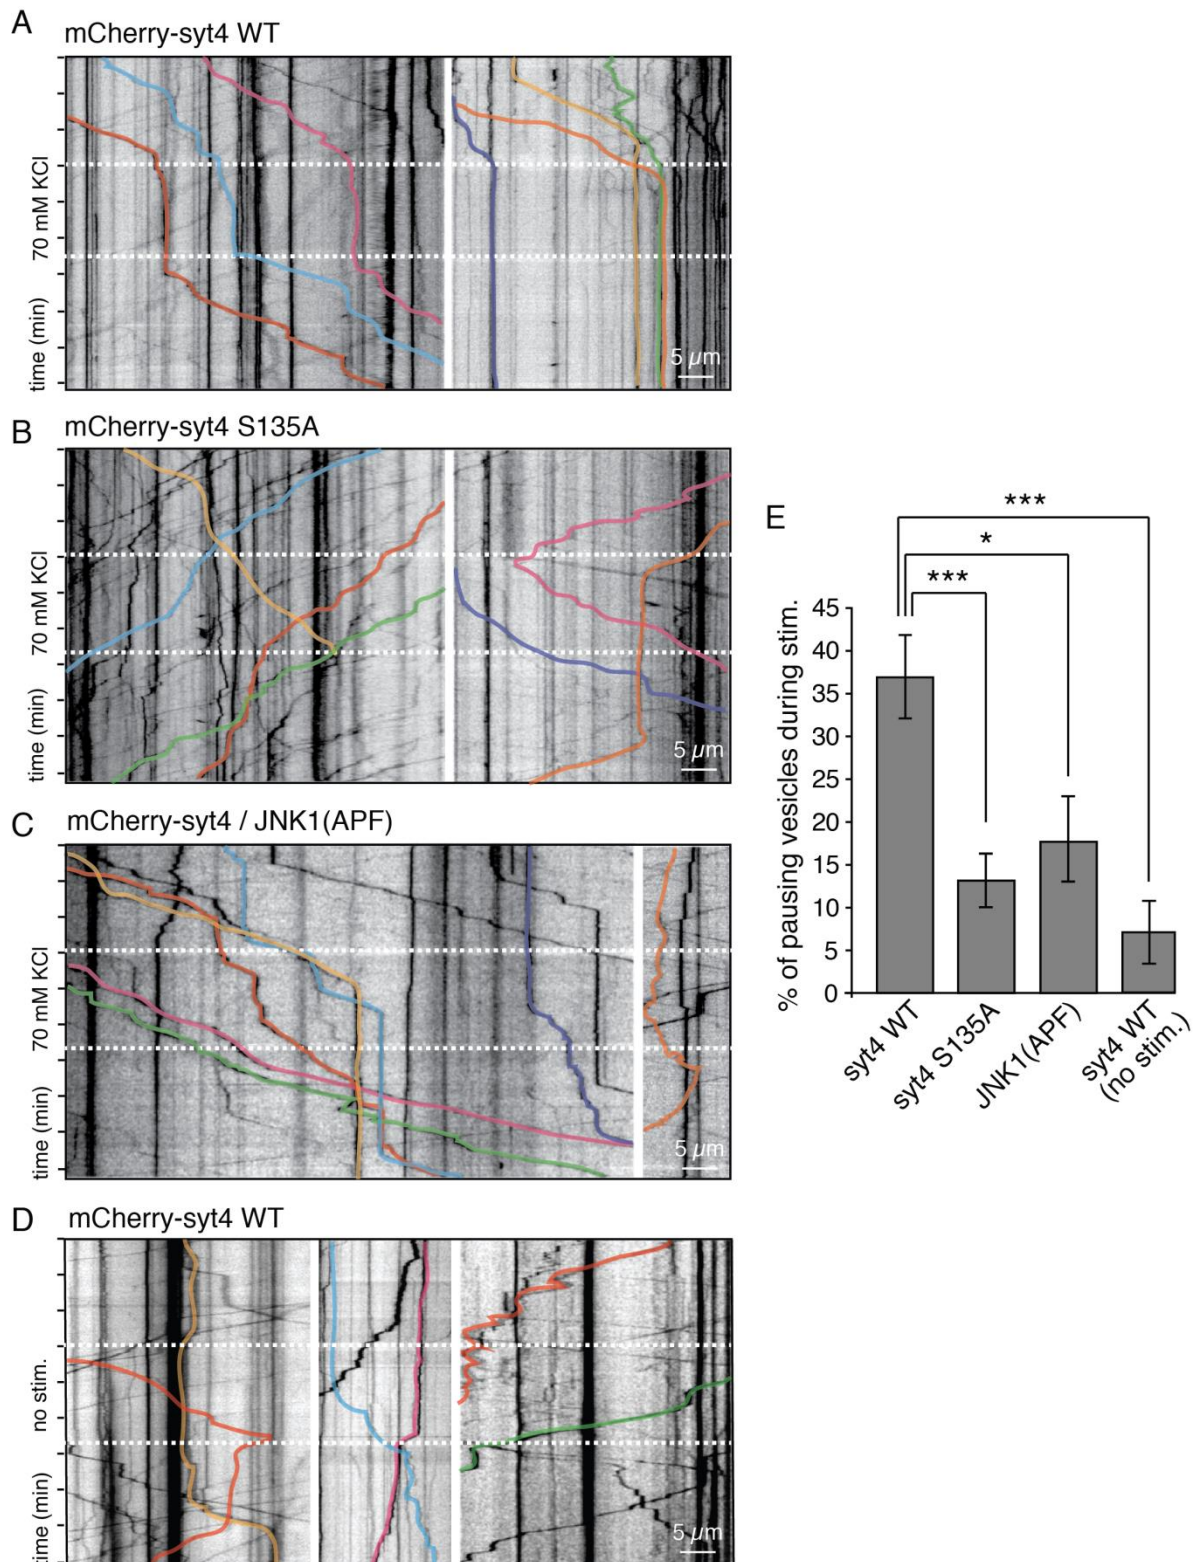 A
mCherry-syt4 WT
70 mM KCl
time (min)
5 µm
B
mCherry-syt4 S135A
70 mM KCl
time (min)
5 µm
C
mCherry-syt4 / JNK1(APF)
70 mM KCl
time (min)
5 µm
D
mCherry-syt4 WT
no stim.
time (min)
5 µm
E
***
*
***
% of pausing vesicles during stim.
45
40
35
30
25
20
15
10
5
0
syt4 WT
syt4 S135A
JNK1(APF)
syt4 WT
(no stim.)